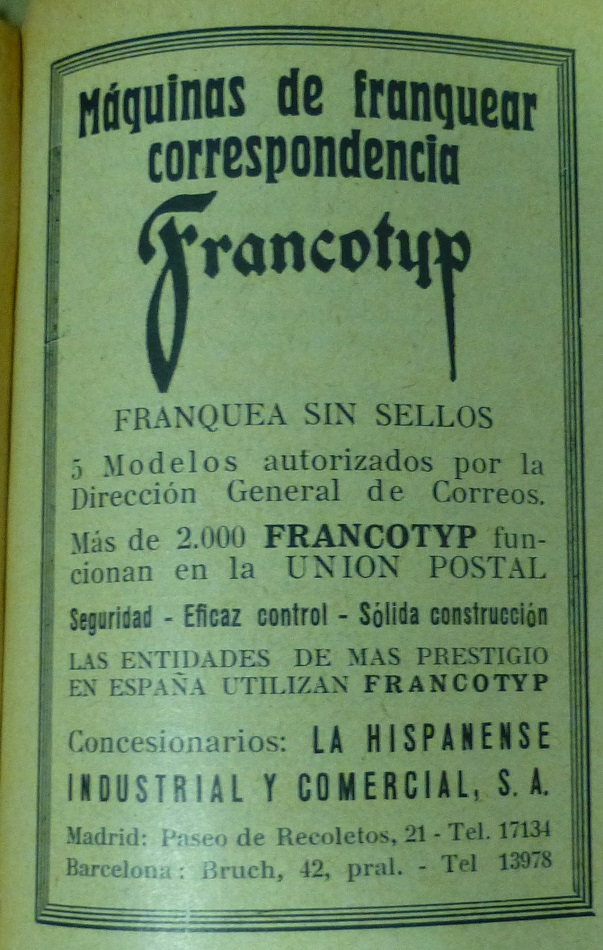 Máquinas de franquear
correspondencia
Francotyp
FRANQUEA SIN SELLOS
5 Modelos autorizados por la
Dirección General de Correos.
Más de 2.000 FRANCOTYP fun-
cionan en la UNION POSTAL
Seguridad - Eficaz control - Sólida construcción
LAS ENTIDADES DE MAS PRESTIGIO
EN ESPAÑA UTILIZAN FRANCOTYP
Concesionarios: LA HISPANENSE
INDUSTRIAL Y COMERCIAL, S. A.
Madrid: Paseo de Recoletos, 21 - Tel. 17134
Barcelona: Bruch, 42, pral. - Tel 13978